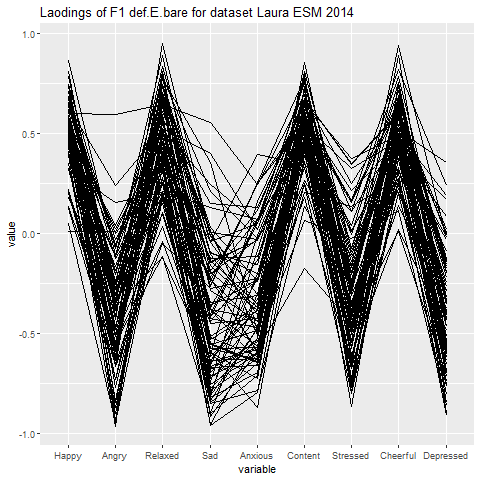 Laodings of F1 def.E.bare for dataset Laura ESM 2014
1.0
0.5
0.0
-0.5
-1.0
value
Happy Angry Relaxed Sad Anxious Content Stressed Cheerful Depressed
variable